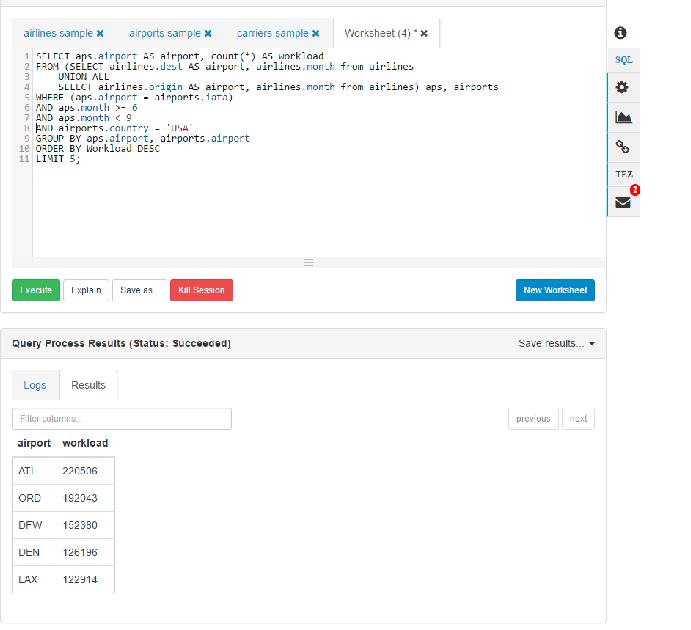 airlines sample ×
airports sample ×
carriers sample ×
Worksheet (4) * ×
1 SELECT aps.airport AS airport, count(*) AS workload
2 FROM (SELECT airlines.dest AS airport, airlines.month from airlines
3 UNION ALL
4 SELECT airlines.origin AS airport, airlines.month from airlines) aps, airports
5 WHERE (aps.airport = airports.iata)
6 AND aps.month >= 6
7 AND aps.month < 9
8 AND airports.country = 'USA'
9 GROUP BY aps.airport, airports.airport
10 ORDER BY Workload DESC
11 LIMIT 5;
SQL
TEZ
2
Execute
Explain
Save as...
Kill Session
New Worksheet
Query Process Results (Status: Succeeded)
Save results...
Logs
Results
Filter columns...
previous
next
airport workload
ATL 220506
ORD 192043
DFW 152380
DEN 126196
LAX 122914